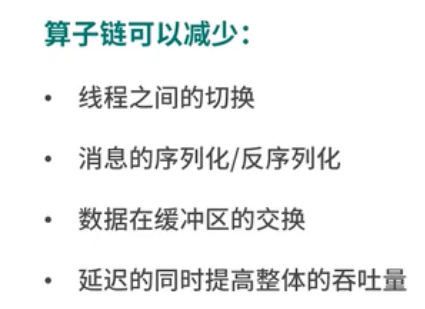 算子链可以减少：
• 线程之间的切换
• 消息的序列化/反序列化
• 数据在缓冲区的交换
• 延迟的同时提高整体的吞吐量